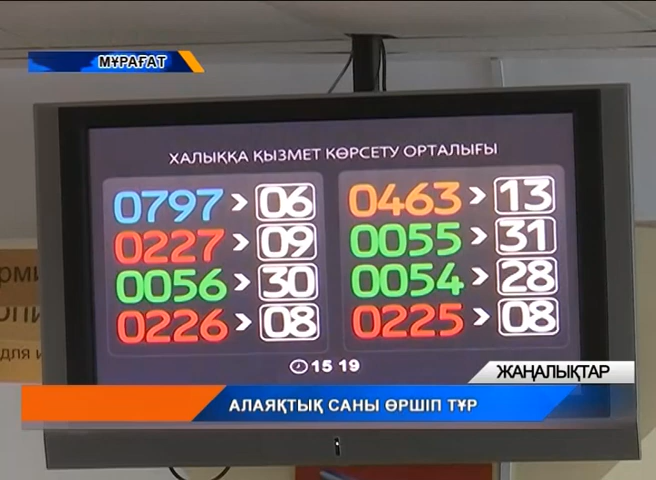 МҰРАҒАТ
ХАЛЫҚҚА ҚЫЗМЕТ КӨРСЕТУ ОРТАЛЫҒЫ
0797 > 06
0227 > 09
0056 > 30
0226 > 08
0463 > 13
0055 > 31
0054 > 28
0225 > 08
15 19
для
ЖАҢАЛЫҚТАР
АЛАЯҚТЫҚ САНЫ ӨРШІП ТҰР